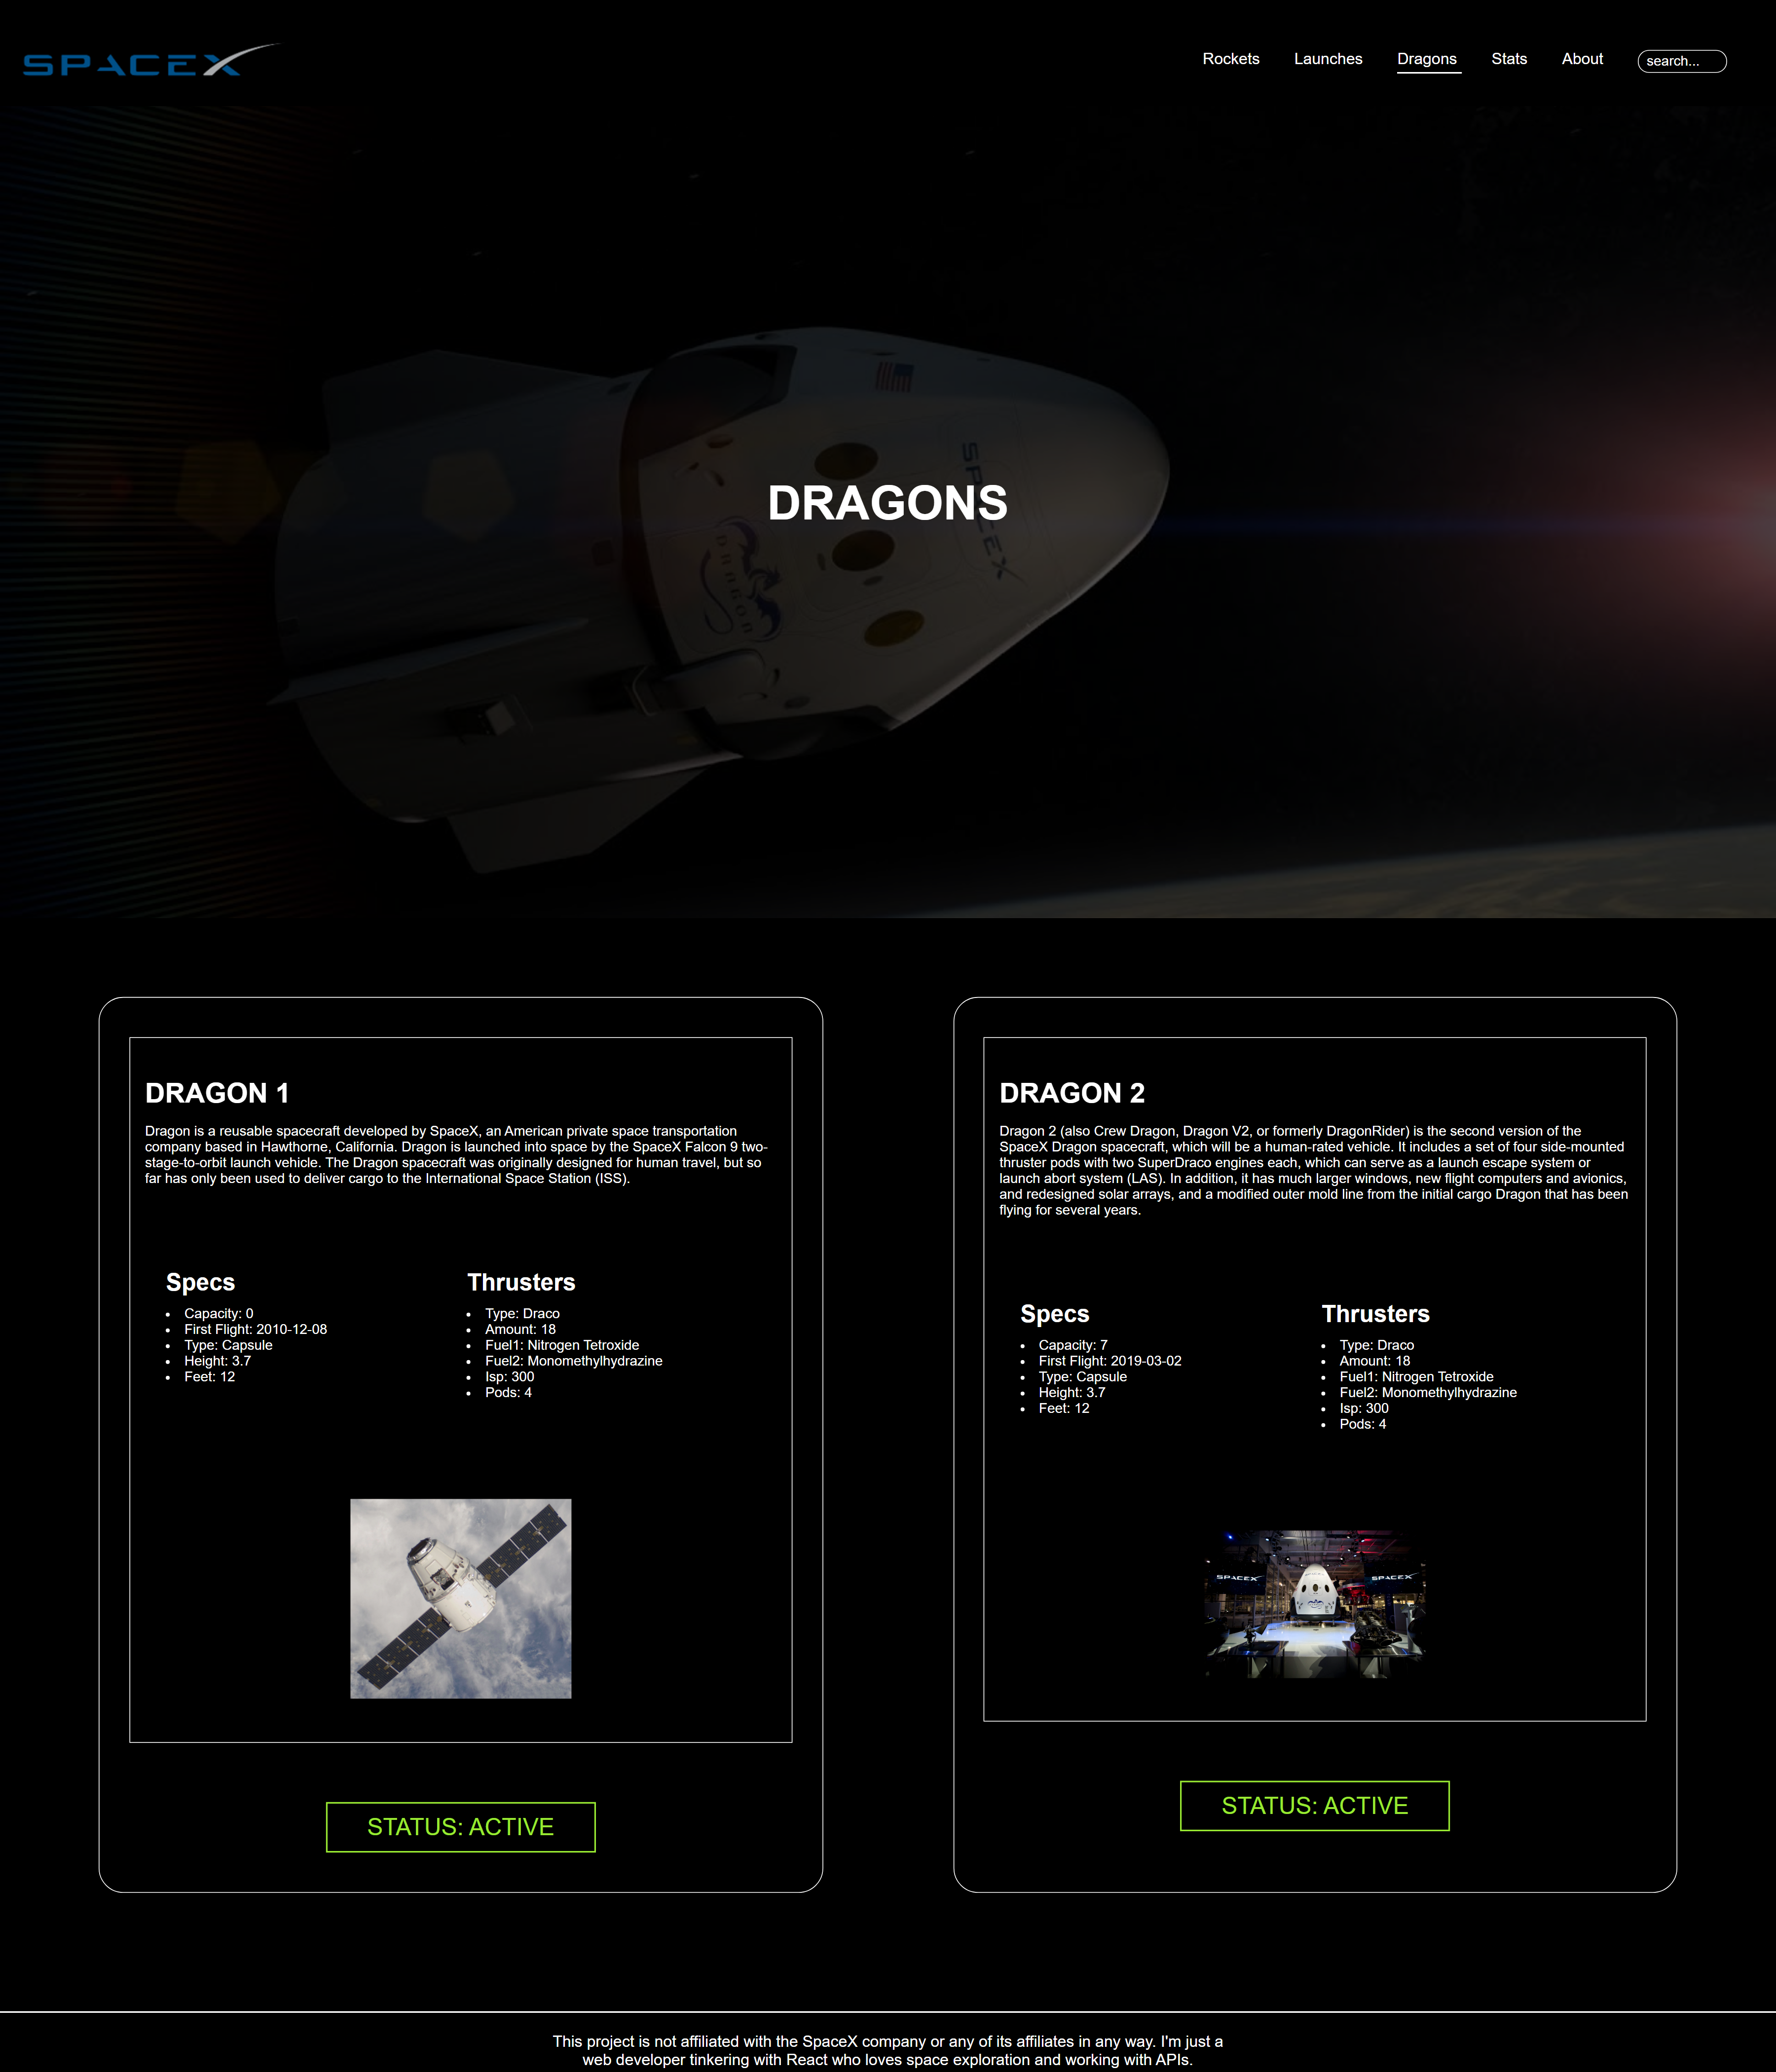 SPACEX
Rockets Launches Dragons Stats About search...
SPACEX
DRAGONS
DRAGON
DRAGON 1
Dragon is a reusable spacecraft developed by SpaceX, an American private space transportation
company based in Hawthorne, California. Dragon is launched into space by the SpaceX Falcon 9 two-
stage-to-orbit launch vehicle. The Dragon spacecraft was originally designed for human travel, but so
far has only been used to deliver cargo to the International Space Station (ISS).
Specs
Capacity: 0
First Flight: 2010-12-08
Type: Capsule
Height: 3.7
Feet: 12
Thrusters
Type: Draco
Amount: 18
Fuel1: Nitrogen Tetroxide
Fuel2: Monomethylhydrazine
Isp: 300
Pods: 4
STATUS: ACTIVE
DRAGON 2
Dragon 2 (also Crew Dragon, Dragon V2, or formerly DragonRider) is the second version of the
SpaceX Dragon spacecraft, which will be a human-rated vehicle. It includes a set of four side-mounted
thruster pods with two SuperDraco engines each, which can serve as a launch escape system or
launch abort system (LAS). In addition, it has much larger windows, new flight computers and avionics,
and redesigned solar arrays, and a modified outer mold line from the initial cargo Dragon that has been
flying for several years.
Specs
Capacity: 7
First Flight: 2019-03-02
Type: Capsule
Height: 3.7
Feet: 12
Thrusters
Type: Draco
Amount: 18
Fuel1: Nitrogen Tetroxide
Fuel2: Monomethylhydrazine
Isp: 300
Pods: 4
SPACEX
SPACEX
STATUS: ACTIVE
This project is not affiliated with the SpaceX company or any of its affiliates in any way. I'm just a
web developer tinkering with React who loves space exploration and working with APIs.